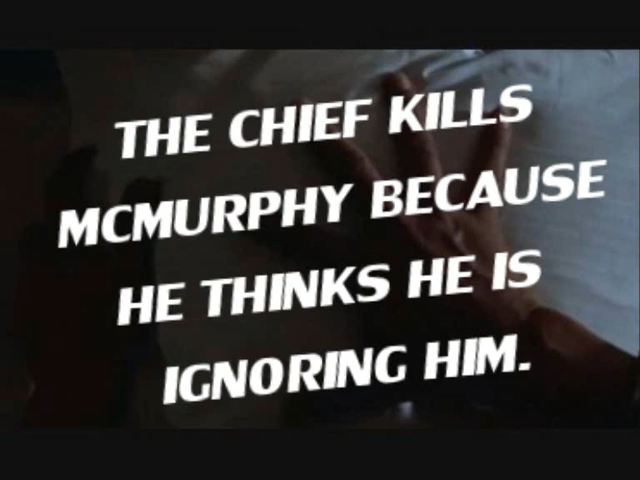 THE CHIEF KILLS
MCMURPHY BECAUSE
HE THINKS HE IS
IGNORING HIM.